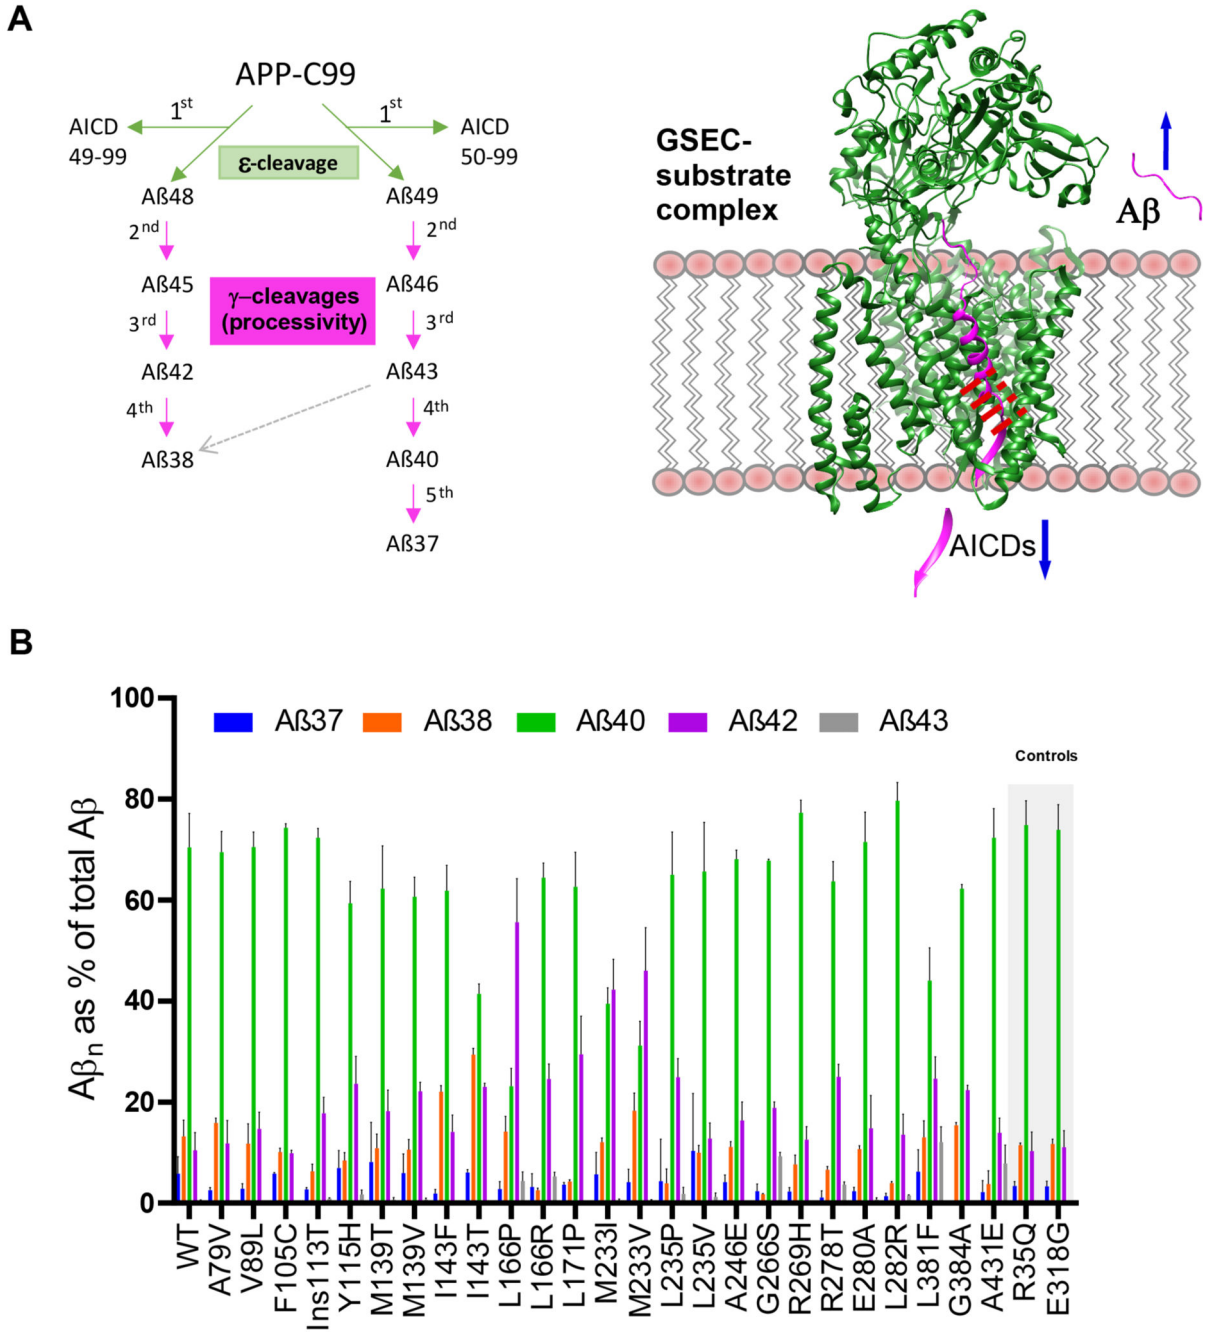 A
APP-C99
1st
1st
AICD
49-99
AICD
50-99
ε-cleavage
Aß48
Aß49
2nd
2nd
Aß45
Aß46
γ–cleavages
(processivity)
3rd
3rd
Aß42
Aß43
4th
4th
Aß38
Aß40
5th
Aß37
GSEC-
substrate
complex
Aβ
AICDs
B
Aβn as % of total Aβ
100
80
60
40
20
0
Aß37
Aß38
Aß40
Aß42
Aß43
Controls
WT
A79V
V89L
F105C
Ins113T
Y115H
M139T
M139V
I143F
I143T
L166P
L166R
L171P
M233I
M233V
L235P
L235V
A246E
G266S
R269H
R278T
E280A
L282R
L381F
G384A
A431E
R35Q
E318G